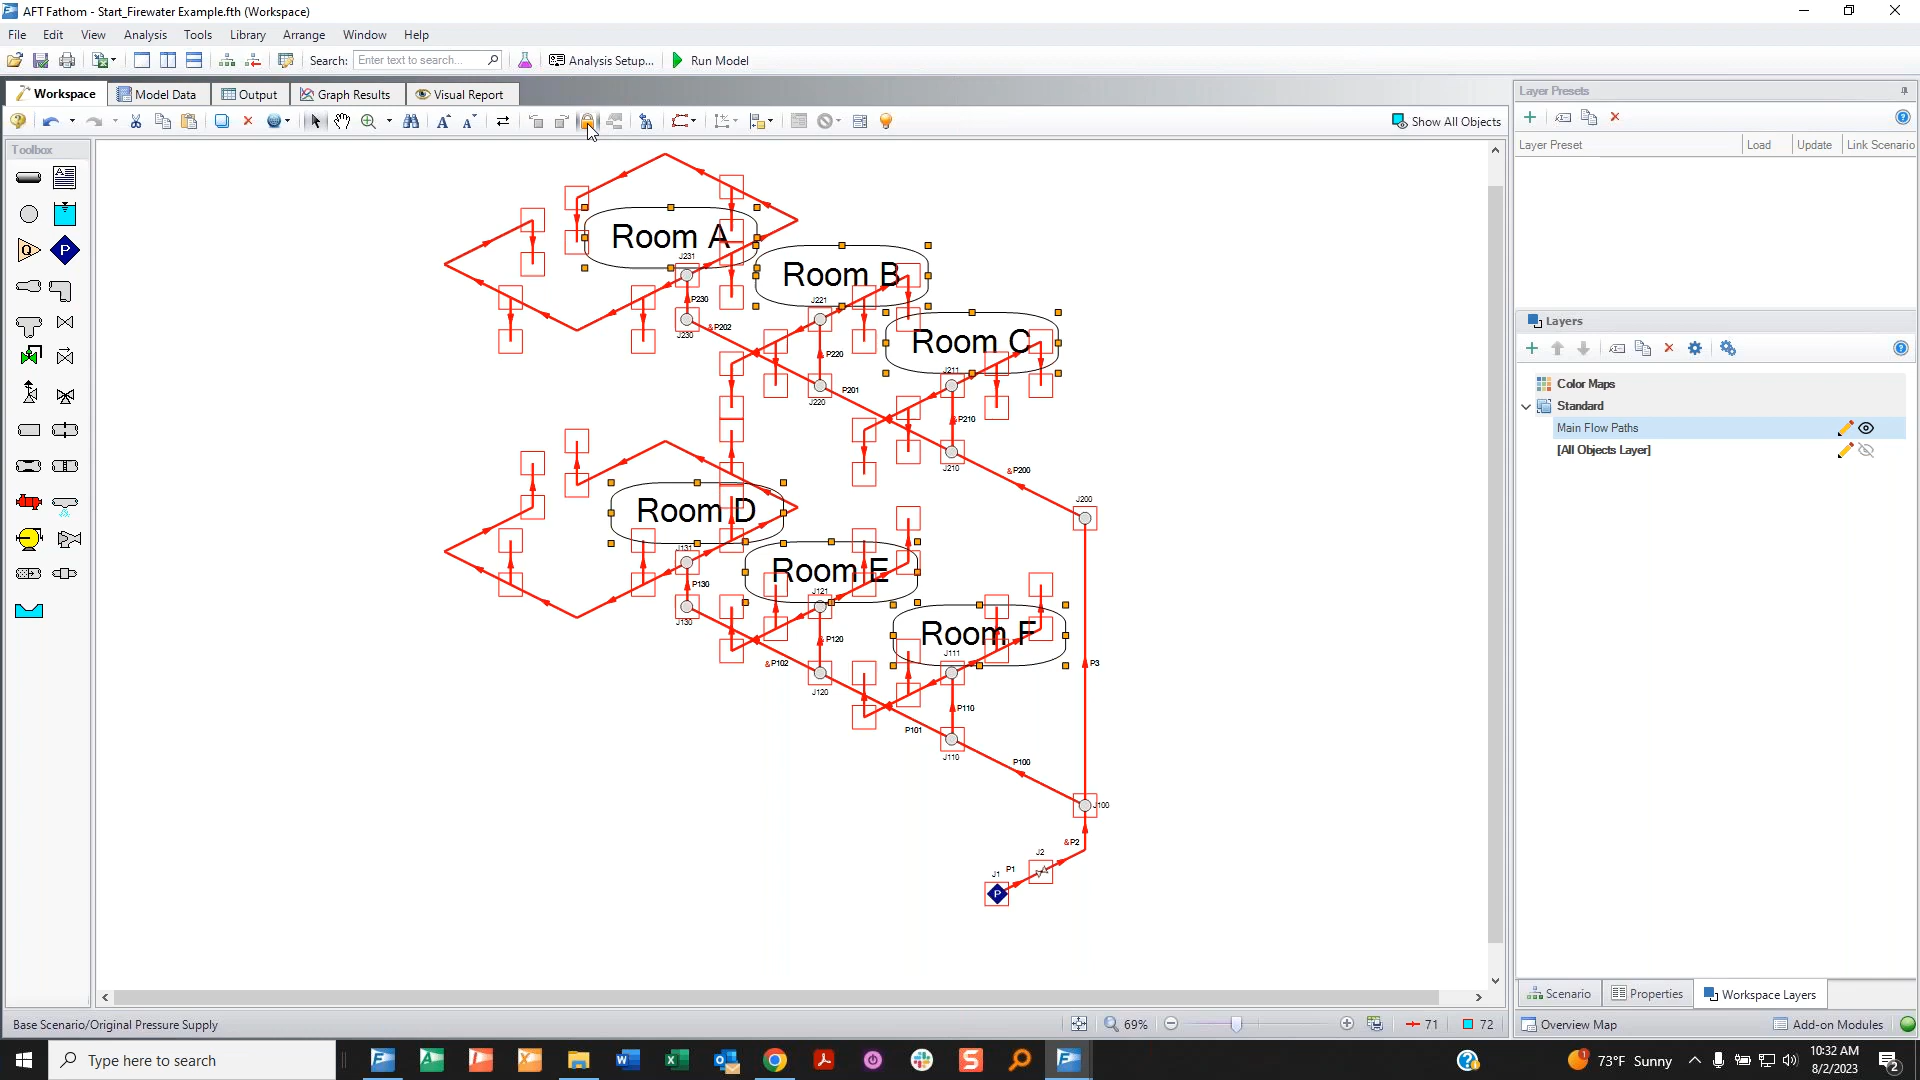 AFT Fathom - Start_Firewater Example.fth (Workspace)
File Edit View Analysis Tools Library Arrange Window Help
Search: Enter text to search... Analysis Setup... Run Model
Workspace Model Data Output Graph Results Visual Report
Show All Objects
Toolbox
Room A
J231
Room B
P230
J221
J230
&P202
Room C
P220
J211
P201
J220
&P210
J210
&P200
J200
Room D
J131
Room E
P130
J121
J130
Room F
P120
J111
&P102
P3
J120
P110
P101
J110
P100
J100
&P2
J2
P1
J1
P
Layer Presets
Layer Preset Load Update Link Scenario
Layers
Color Maps
Standard
Main Flow Paths
[All Objects Layer]
Scenario Properties Workspace Layers
Base Scenario/Original Pressure Supply 69% 71 72 Overview Map Add-on Modules
Type here to search
73°F Sunny
10:32 AM
8/2/2023
2